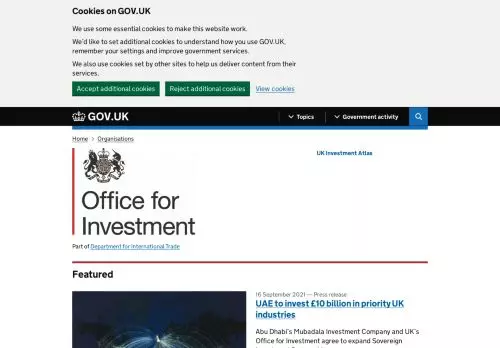 Cookies on GOV.UK
We use some essential cookies to make this website work.
We'd like to set additional cookies to understand how you use GOV.UK,
remember your settings and improve government services.
We also use cookies set by other sites to help us deliver content from their
services.
Accept additional cookies Reject additional cookies View cookies
GOV.UK Topics Government activity
Home > Organisations
UK Investment Atlas
Office for
Investment
Part of Department for International Trade
Featured
16 September 2021 — Press release
UAE to invest £10 billion in priority UK
industries
Abu Dhabi's Mubadala Investment Company and UK's
Office for Investment agree to expand Sovereign